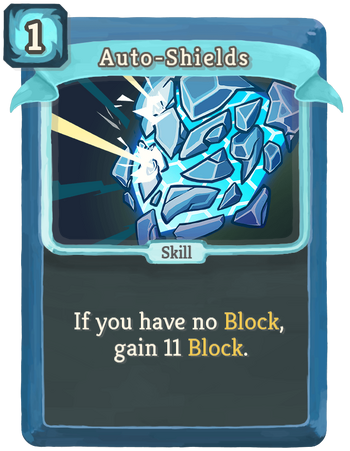 1
Auto-Shields
Skill
If you have no Block,
gain 11 Block.